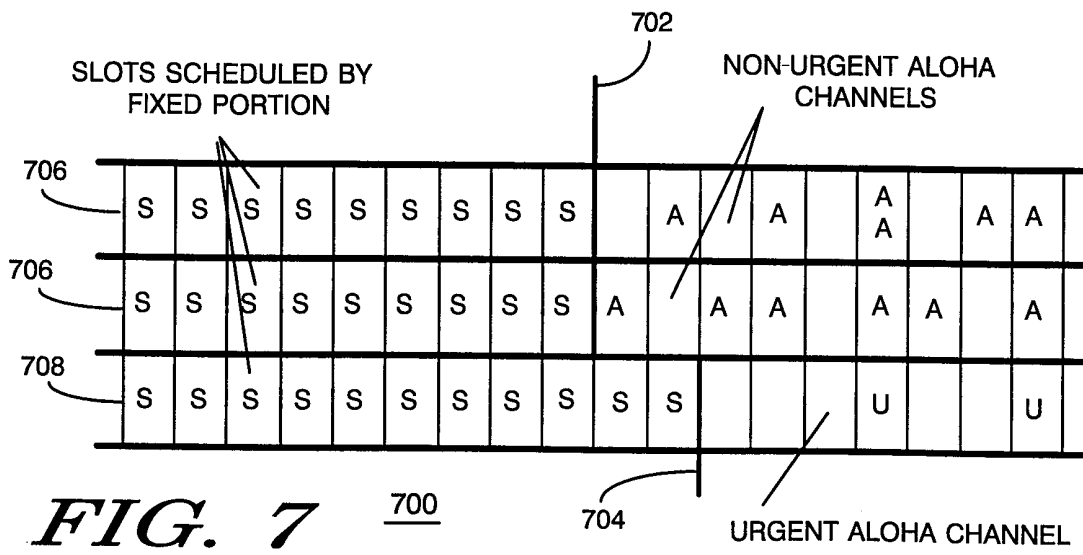 702
SLOTS SCHEDULED BY
FIXED PORTION
NON-URGENT ALOHA
CHANNELS
706
S S S S S S S S S A A A A A
A
706
S S S S S S S S S A A A A A A
708
S S S S S S S S S S S U U
FIG. 7
700
704
URGENT ALOHA CHANNEL